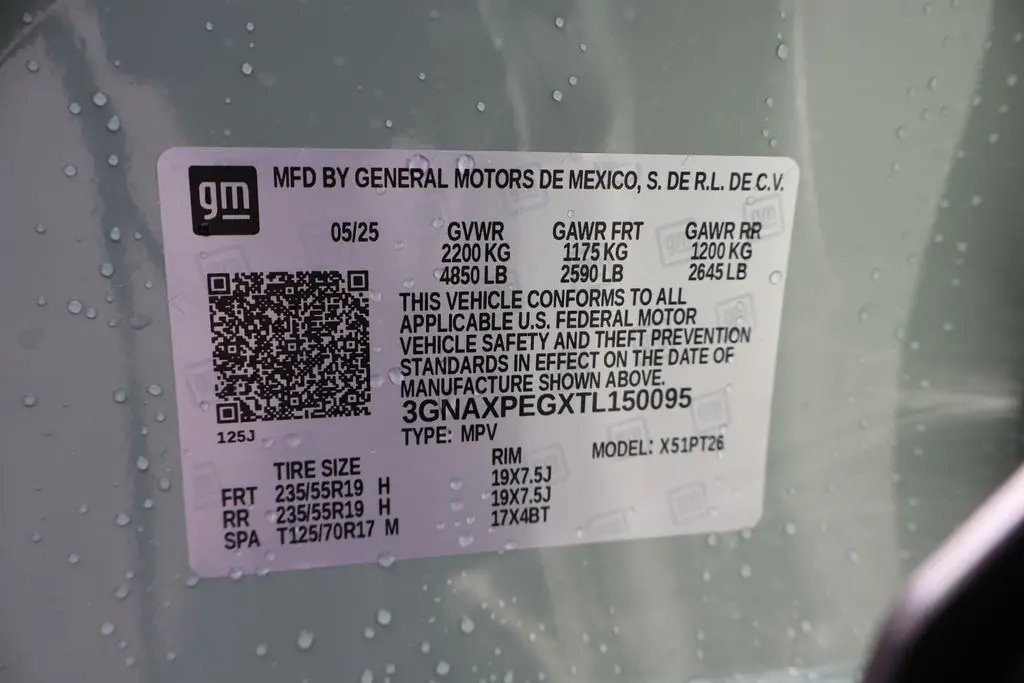 gm
MFD BY GENERAL MOTORS DE MEXICO, S. DE R.L. DE C.V.
05/25 GVWR GAWR FRT GAWR RR
2200 KG 1175 KG 1200 KG
4850 LB 2590 LB 2645 LB
THIS VEHICLE CONFORMS TO ALL
APPLICABLE U.S. FEDERAL MOTOR
VEHICLE SAFETY AND THEFT PREVENTION
STANDARDS IN EFFECT ON THE DATE OF
MANUFACTURE SHOWN ABOVE.
3GNAXPEGXTL150095
125J
TYPE: MPV MODEL: X51PT26
TIRE SIZE RIM
FRT 235/55R19 H 19X7.5J
RR 235/55R19 H 19X7.5J
SPA T125/70R17 M 17X4BT